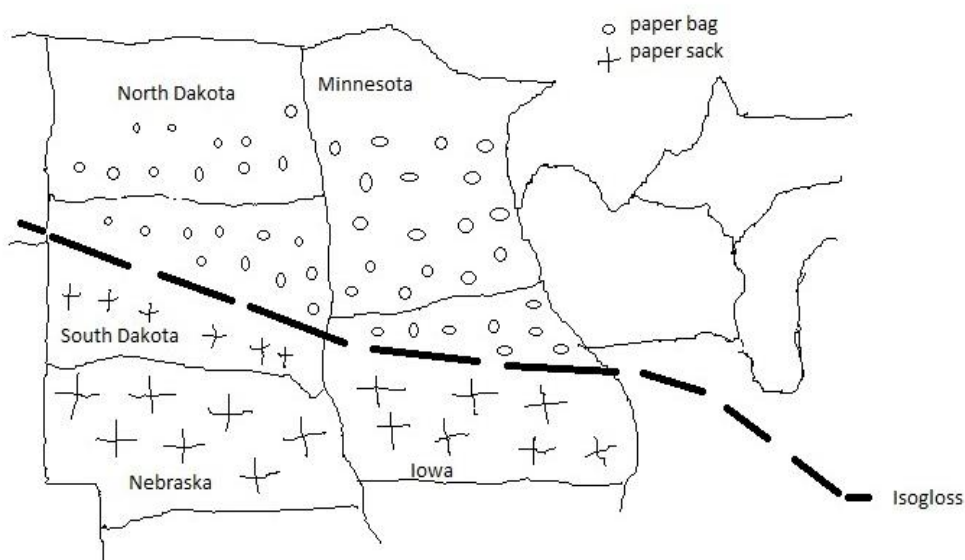 paper bag
paper sack
North Dakota
Minnesota
South Dakota
Nebraska
Iowa
Isogloss